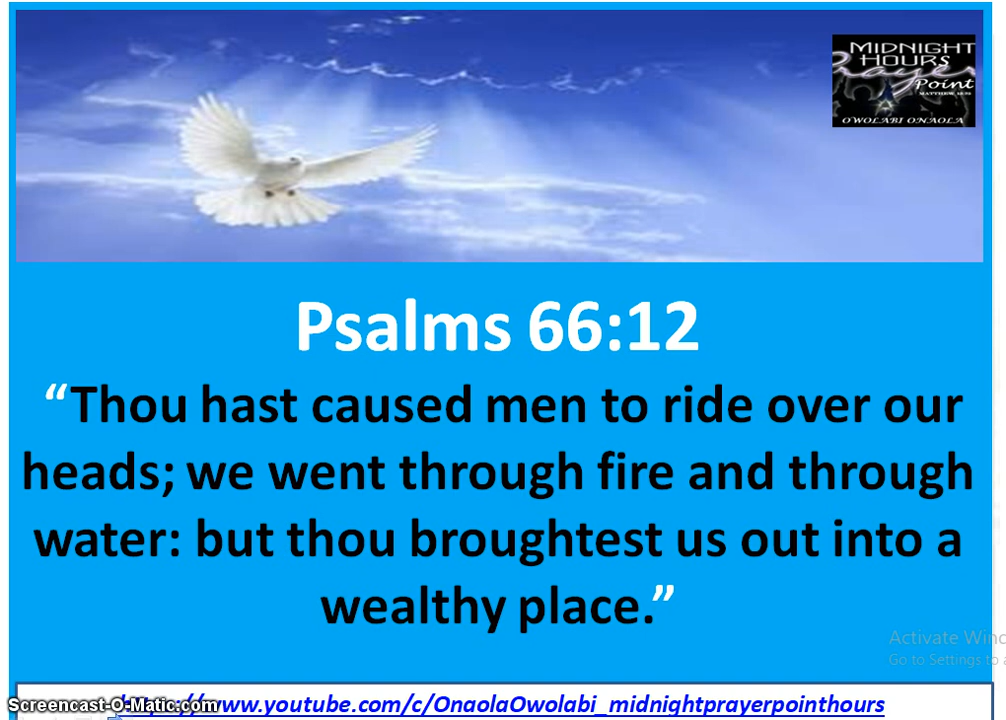 MIDNIGHT
HOURS
Prayer
Point
OWOLABI ONAOLA
Psalms 66:12
“Thou hast caused men to ride over our
heads; we went through fire and through
water: but thou broughtest us out into a
wealthy place.”
Activate Winc
Go to Settings to a
Screencast-O-Matic.com
www.youtube.com/c/OnaolaOwolabi_midnightprayerpointhours